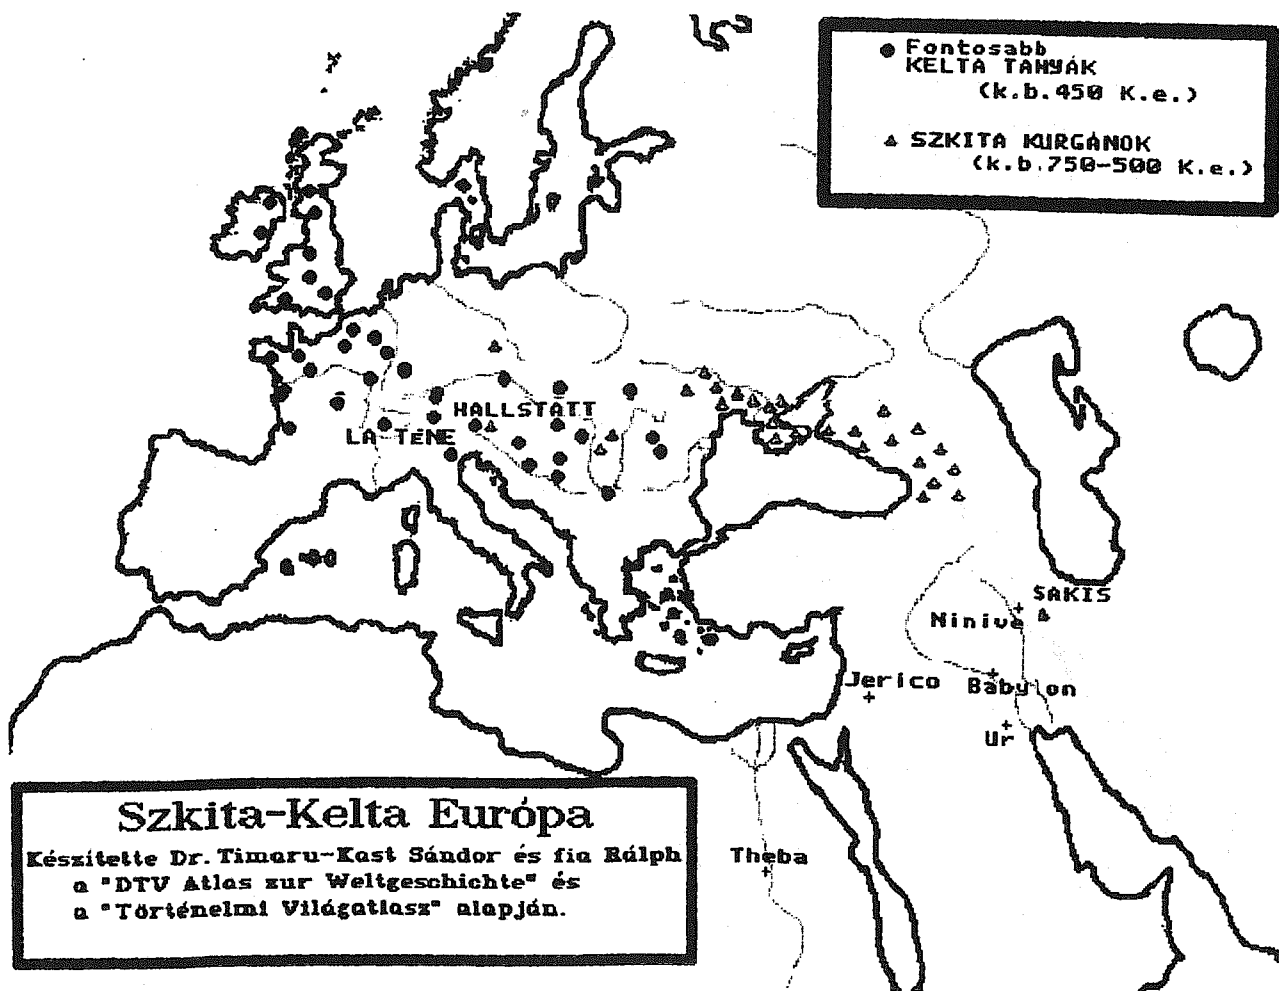 Fontosabb
KELTA TANYÁK
(k.b.450 K.e.)
SZKITA KURGÁNOK
(k.b.750-500 K.e.)
HALLSTATT
LA TÈNE
SAKIS
Ninive
Jerico
Babylon
Ur
Theba
Szkita-Kelta Európa
Készitette Dr. Timaru-Kast Sándor és fia Rálph
a "DTV Atlas zur Weltgeschichte" és
a "Történelmi Világatlasz" alapján.